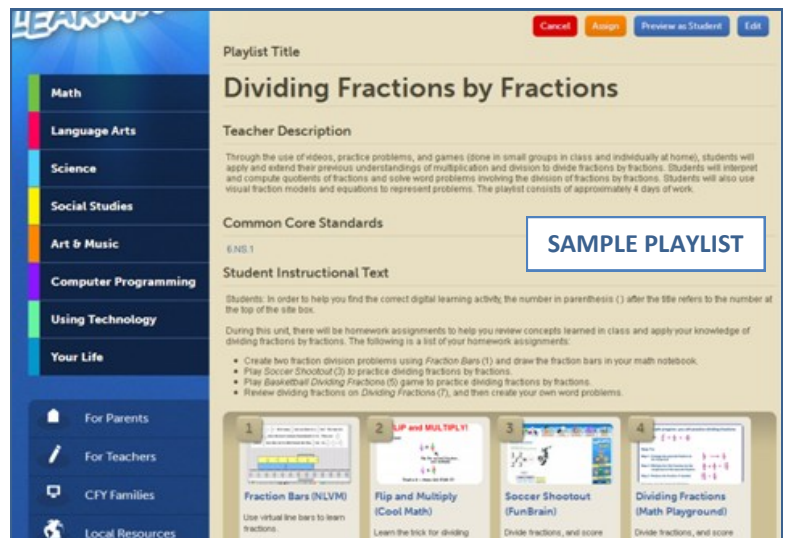 LEARNING
Cancel
Assign
Preview as Student
Edit
Playlist Title
Dividing Fractions by Fractions
Teacher Description
Through the use of videos, practice problems, and games (done in small groups in class and individually at home), students will
apply and extend their previous understandings of multiplication and division to divide fractions by fractions. Students will interpret
and compute quotients of fractions and solve word problems involving the division of fractions by fractions. Students will also use
visual fraction models and equations to represent problems. The playlist consists of approximately 4 days of work.
Common Core Standards
6.NS.1
SAMPLE PLAYLIST
Student Instructional Text
Students: In order to help you find the correct digital learning activity, the number in parenthesis ( ) after the title refers to the number at
the top of the site box.
During this unit, there will be homework assignments to help you review concepts learned in class and apply your knowledge of
dividing fractions by fractions. The following is a list of your homework assignments:
• Create two fraction division problems using Fraction Bars (1) and draw the fraction bars in your math notebook.
• Play Soccer Shootout (3) to practice dividing fractions by fractions.
• Play Basketball Dividing Fractions (5) game to practice dividing fractions by fractions.
• Review dividing fractions on Dividing Fractions (7), and then create your own word problems.
Math
Language Arts
Science
Social Studies
Art & Music
Computer Programming
Using Technology
Your Life
For Parents
For Teachers
CFY Families
Local Resources
1
Fraction Bars (NLVM)
Use virtual line bars to learn
fractions.
2
FLIP and MULTIPLY!
Flip and Multiply
(Cool Math)
Learn the trick for dividing
3
Soccer Shootout
(FunBrain)
Divide fractions, and score
4
Dividing Fractions
(Math Playground)
Divide fractions, and score